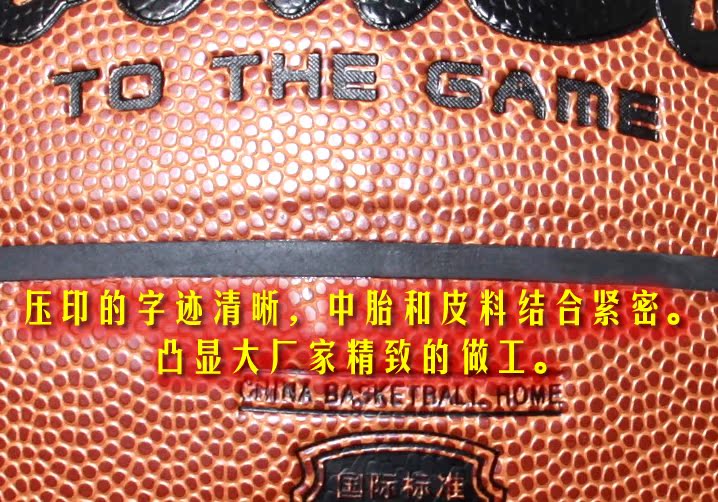 TO THE GAME
压印的字迹清晰，中胎和皮料结合紧密。
凸显大厂家精致的做工。
CHINA BASKETBALL HOME
国际标准